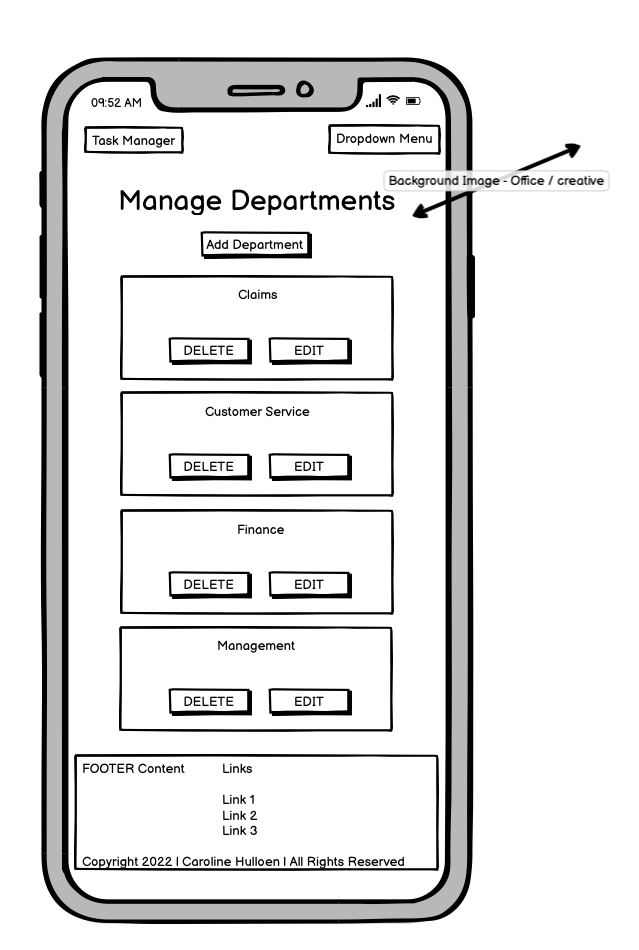 09:52 AM
Task Manager
Dropdown Menu
Background Image - Office / creative
Manage Departments
Add Department
Claims
DELETE EDIT
Customer Service
DELETE EDIT
Finance
DELETE EDIT
Management
DELETE EDIT
FOOTER Content Links
Link 1
Link 2
Link 3
Copyright 2022 | Caroline Hulloen | All Rights Reserved